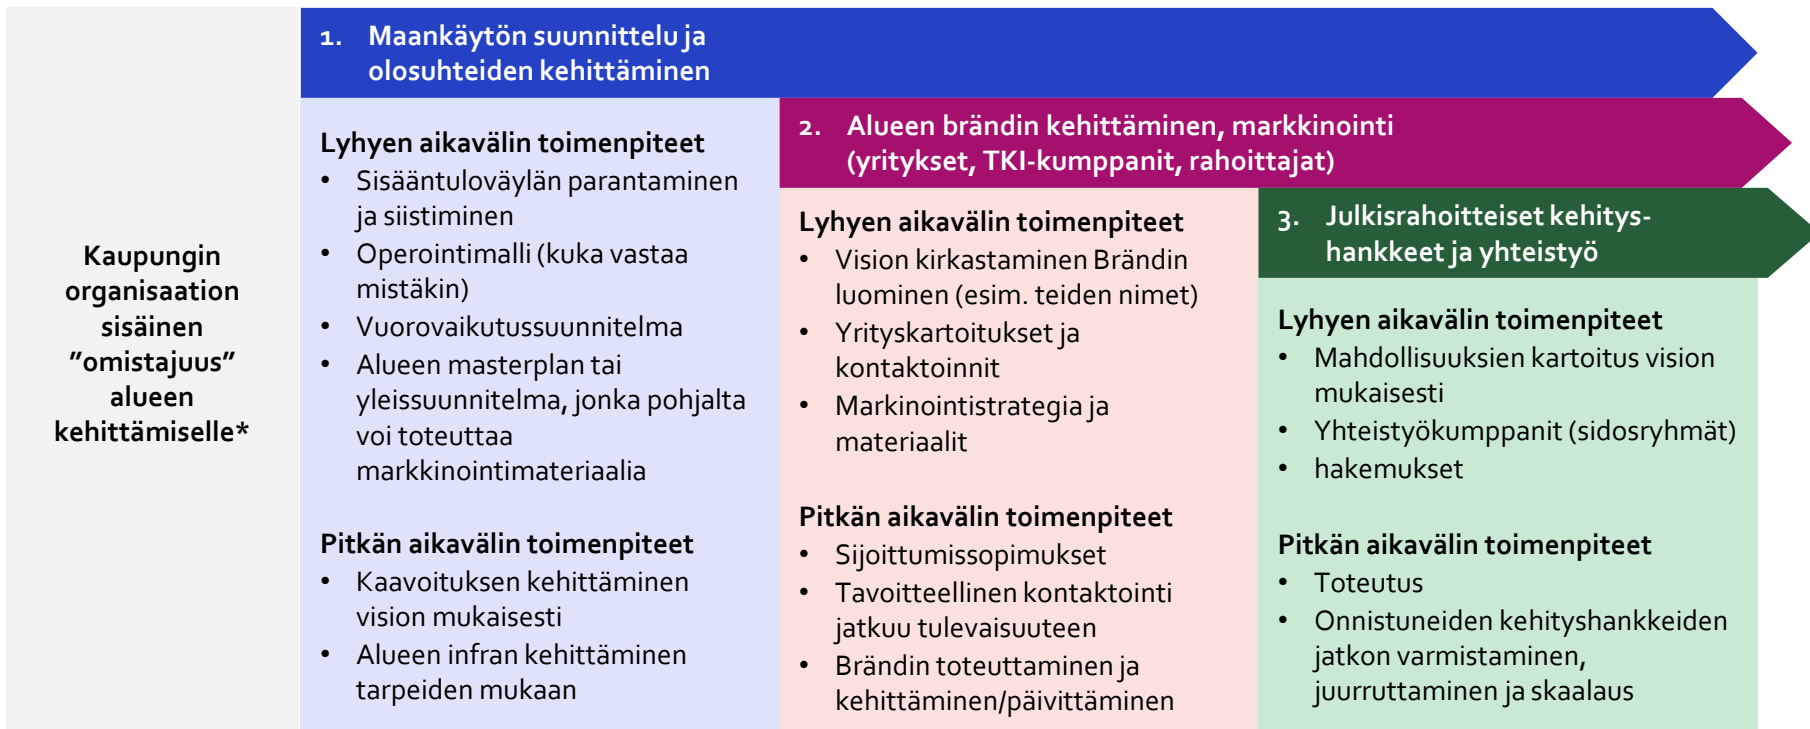 Kaupungin
organisaation
sisäinen
”omistajuus”
alueen
kehittämiselle*
1. Maankäytön suunnittelu ja
olosuhteiden kehittäminen
Lyhyen aikavälin toimenpiteet
• Sisääntuloväylän parantaminen
ja siistiminen
• Operointimalli (kuka vastaa
mistäkin)
• Vuorovaikutussuunnitelma
• Alueen masterplan tai
yleissuunnitelma, jonka pohjalta
voi toteuttaa
markkinointimateriaalia
Pitkän aikavälin toimenpiteet
• Kaavoituksen kehittäminen
vision mukaisesti
• Alueen infran kehittäminen
tarpeiden mukaan
2. Alueen brändin kehittäminen, markkinointi
(yritykset, TKI-kumppanit, rahoittajat)
Lyhyen aikavälin toimenpiteet
• Vision kirkastaminen Brändin
luominen (esim. teiden nimet)
• Yrityskartoitukset ja
kontaktoinnit
• Markinointistrategia ja
materiaalit
Pitkän aikavälin toimenpiteet
• Sijoittumissopimukset
• Tavoitteellinen kontaktointi
jatkuu tulevaisuuteen
• Brändin toteuttaminen ja
kehittäminen/päivittäminen
3. Julkisrahoitteiset kehitys-
hankkeet ja yhteistyö
Lyhyen aikavälin toimenpiteet
• Mahdollisuuksien kartoitus vision
mukaisesti
• Yhteistyökumppanit (sidosryhmät)
• hakemukset
Pitkän aikavälin toimenpiteet
• Toteutus
• Onnistuneiden kehityshankkeiden
jatkon varmistaminen,
juurruttaminen ja skaalaus